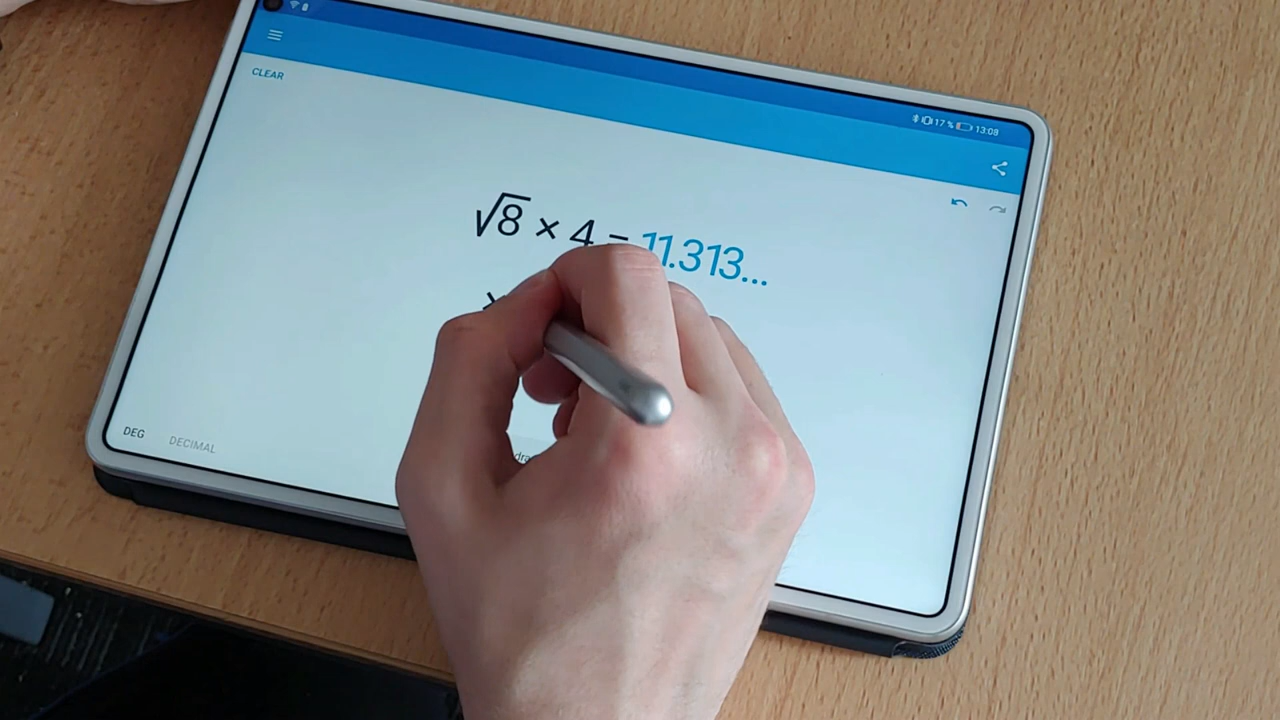 17 % 13:08
CLEAR
√8 × 4 = 11.313...
×
DEG
DECIMAL